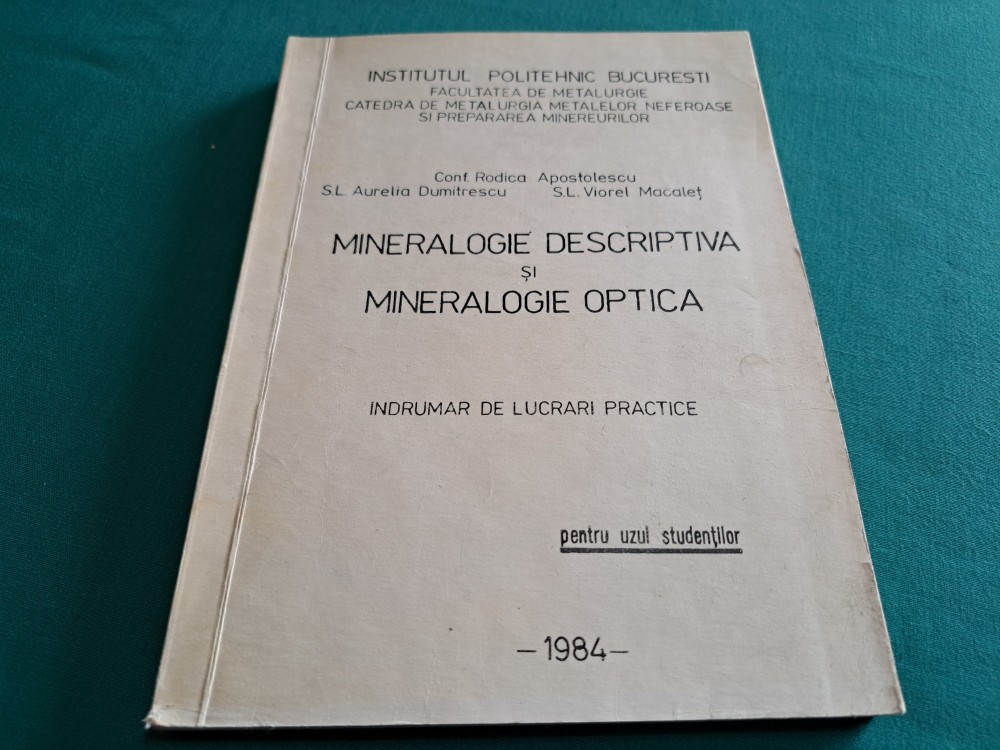 INSTITUTUL POLITEHNIC BUCURESTI
FACULTATEA DE METALURGIE
CATEDRA DE METALURGIA METALELOR NEFEROASE
SI PREPARAREA MINEREURILOR
Conf. Rodica Apostolescu
S.L. Aurelia Dumitrescu S.L. Viorel Macaleț
MINERALOGIE DESCRIPTIVA
ȘI
MINERALOGIE OPTICA
INDRUMAR DE LUCRARI PRACTICE
pentru uzul studenților
– 1984 –